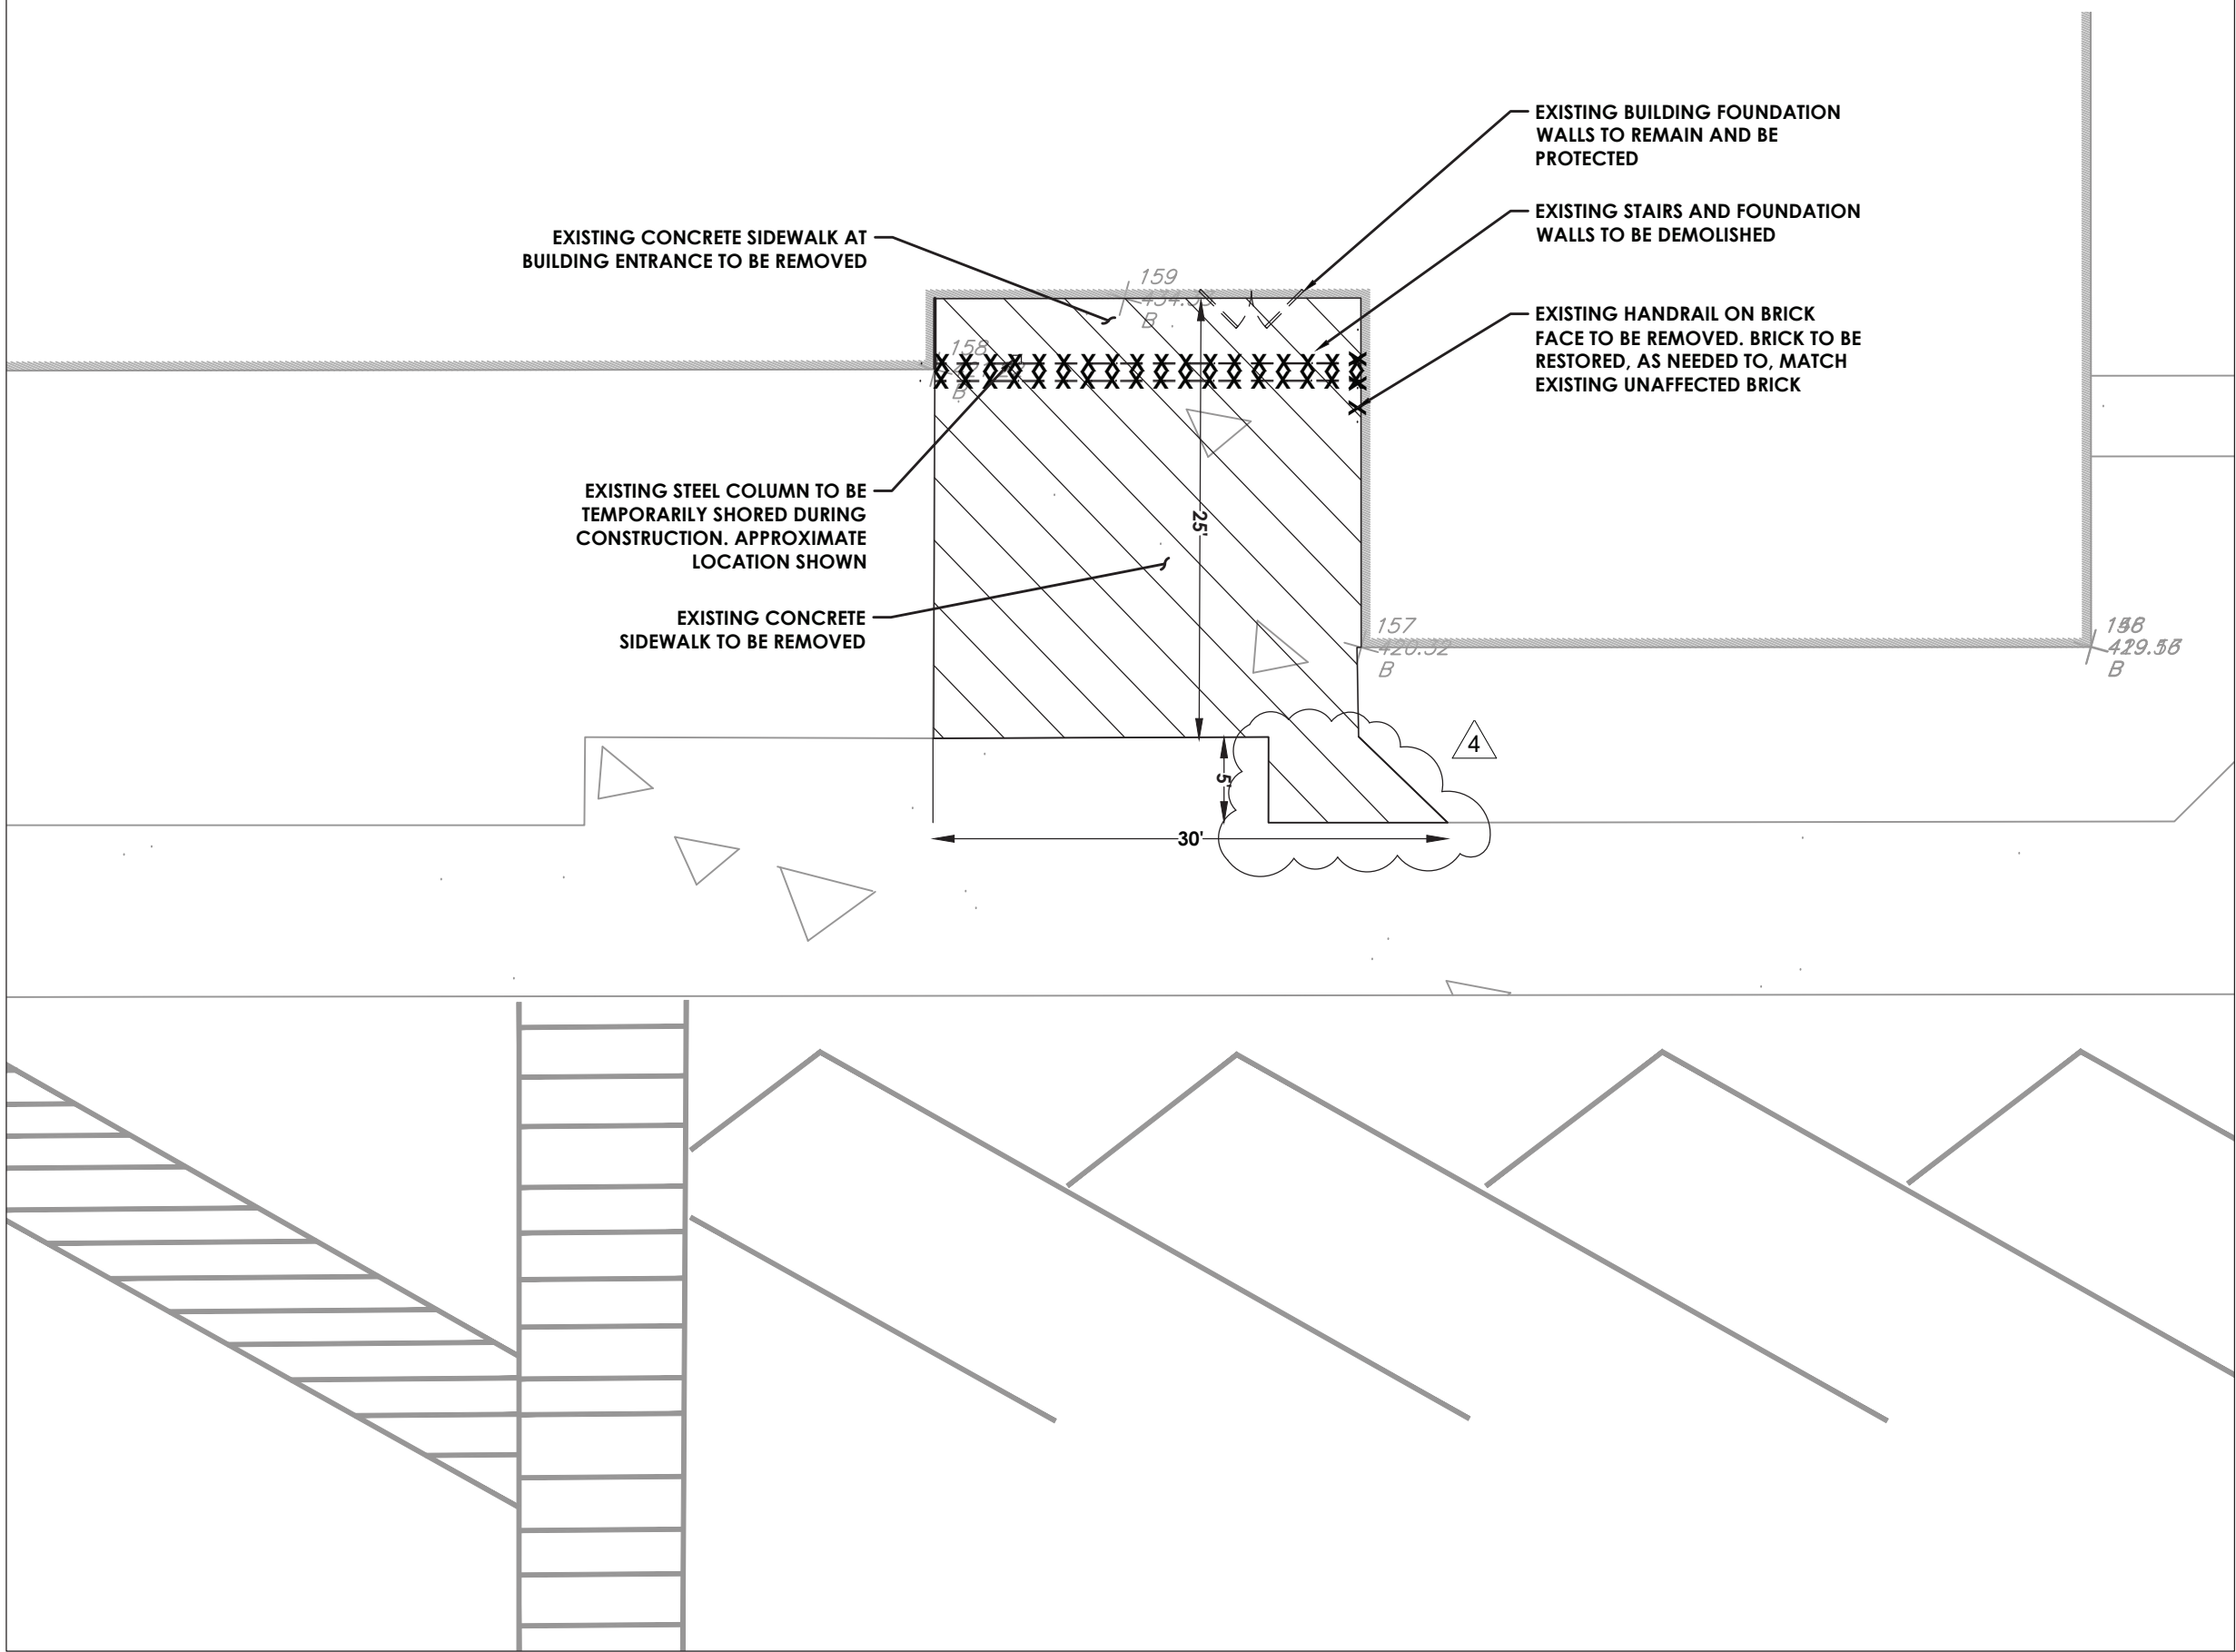 EXISTING BUILDING FOUNDATION
WALLS TO REMAIN AND BE
PROTECTED
EXISTING STAIRS AND FOUNDATION
WALLS TO BE DEMOLISHED
EXISTING CONCRETE SIDEWALK AT
BUILDING ENTRANCE TO BE REMOVED
159
B
EXISTING HANDRAIL ON BRICK
FACE TO BE REMOVED. BRICK TO BE
RESTORED, AS NEEDED TO, MATCH
EXISTING UNAFFECTED BRICK
158
B
EXISTING STEEL COLUMN TO BE
TEMPORARILY SHORED DURING
CONSTRUCTION. APPROXIMATE
LOCATION SHOWN
25'
EXISTING CONCRETE
SIDEWALK TO BE REMOVED
157
420.32
B
B
4
5'
30'